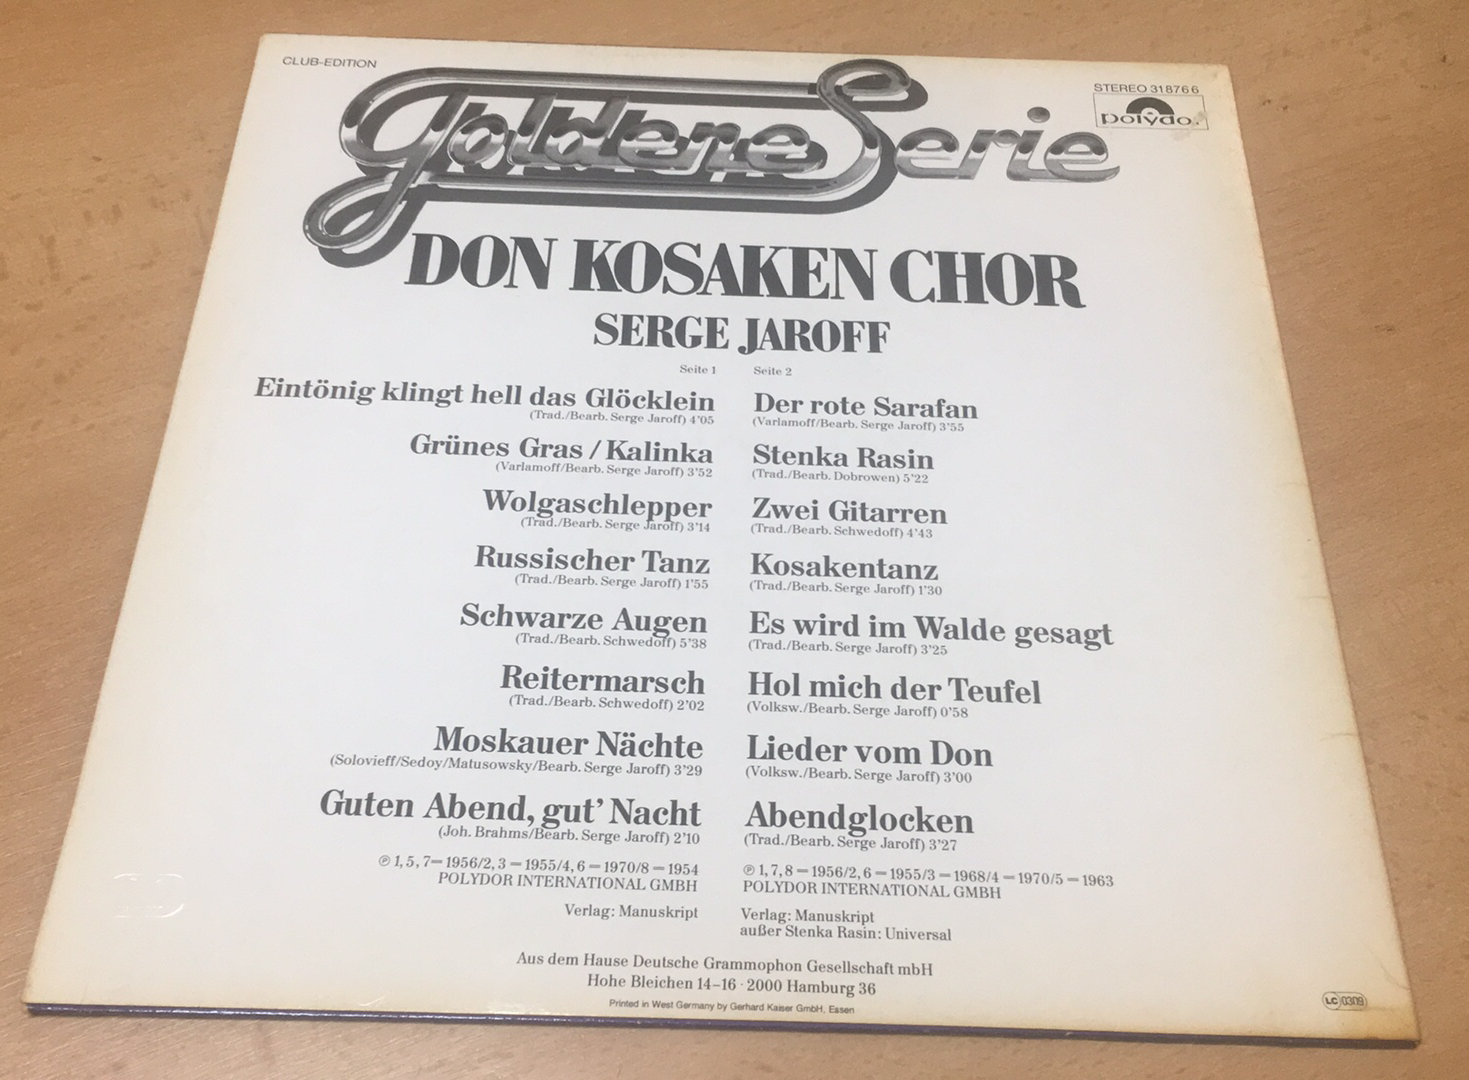 CLUB-EDITION
Goldene Serie
STEREO 31 876 6
polydor
DON KOSAKEN CHOR
SERGE JAROFF
Seite 1
Eintönig klingt hell das Glöcklein
(Trad./Bearb. Serge Jaroff) 4'05
Grünes Gras / Kalinka
(Varlamoff/Bearb. Serge Jaroff) 3'52
Wolgaschlepper
(Trad./Bearb. Serge Jaroff) 3'14
Russischer Tanz
(Trad./Bearb. Serge Jaroff) 1'55
Schwarze Augen
(Trad./Bearb. Schwedoff) 5'38
Reitermarsch
(Trad./Bearb. Schwedoff) 2'02
Moskauer Nächte
(Solovieff/Sedoy/Matusowsky/Bearb. Serge Jaroff) 3'29
Guten Abend, gut' Nacht
(Joh. Brahms/Bearb. Serge Jaroff) 2'10
℗ 1, 5, 7 – 1956/2, 3 – 1955/4, 6 – 1970/8 – 1954
POLYDOR INTERNATIONAL GMBH
Verlag: Manuskript
Seite 2
Der rote Sarafan
(Varlamoff/Bearb. Serge Jaroff) 3'55
Stenka Rasin
(Trad./Bearb. Dobrowen) 5'22
Zwei Gitarren
(Trad./Bearb. Schwedoff) 4'43
Kosakentanz
(Trad./Bearb. Serge Jaroff) 1'30
Es wird im Walde gesagt
(Trad./Bearb. Serge Jaroff) 3'25
Hol mich der Teufel
(Volksw./Bearb. Serge Jaroff) 0'58
Lieder vom Don
(Volksw./Bearb. Serge Jaroff) 3'00
Abendglocken
(Trad./Bearb. Serge Jaroff) 3'27
℗ 1, 7, 8 – 1956/2, 6 – 1955/3 – 1968/4 – 1970/5 – 1963
POLYDOR INTERNATIONAL GMBH
Verlag: Manuskript
außer Stenka Rasin: Universal
Aus dem Hause Deutsche Grammophon Gesellschaft mbH
Hohe Bleichen 14–16 · 2000 Hamburg 36
Printed in West Germany by Gerhard Kaiser GmbH, Essen
LC 0309